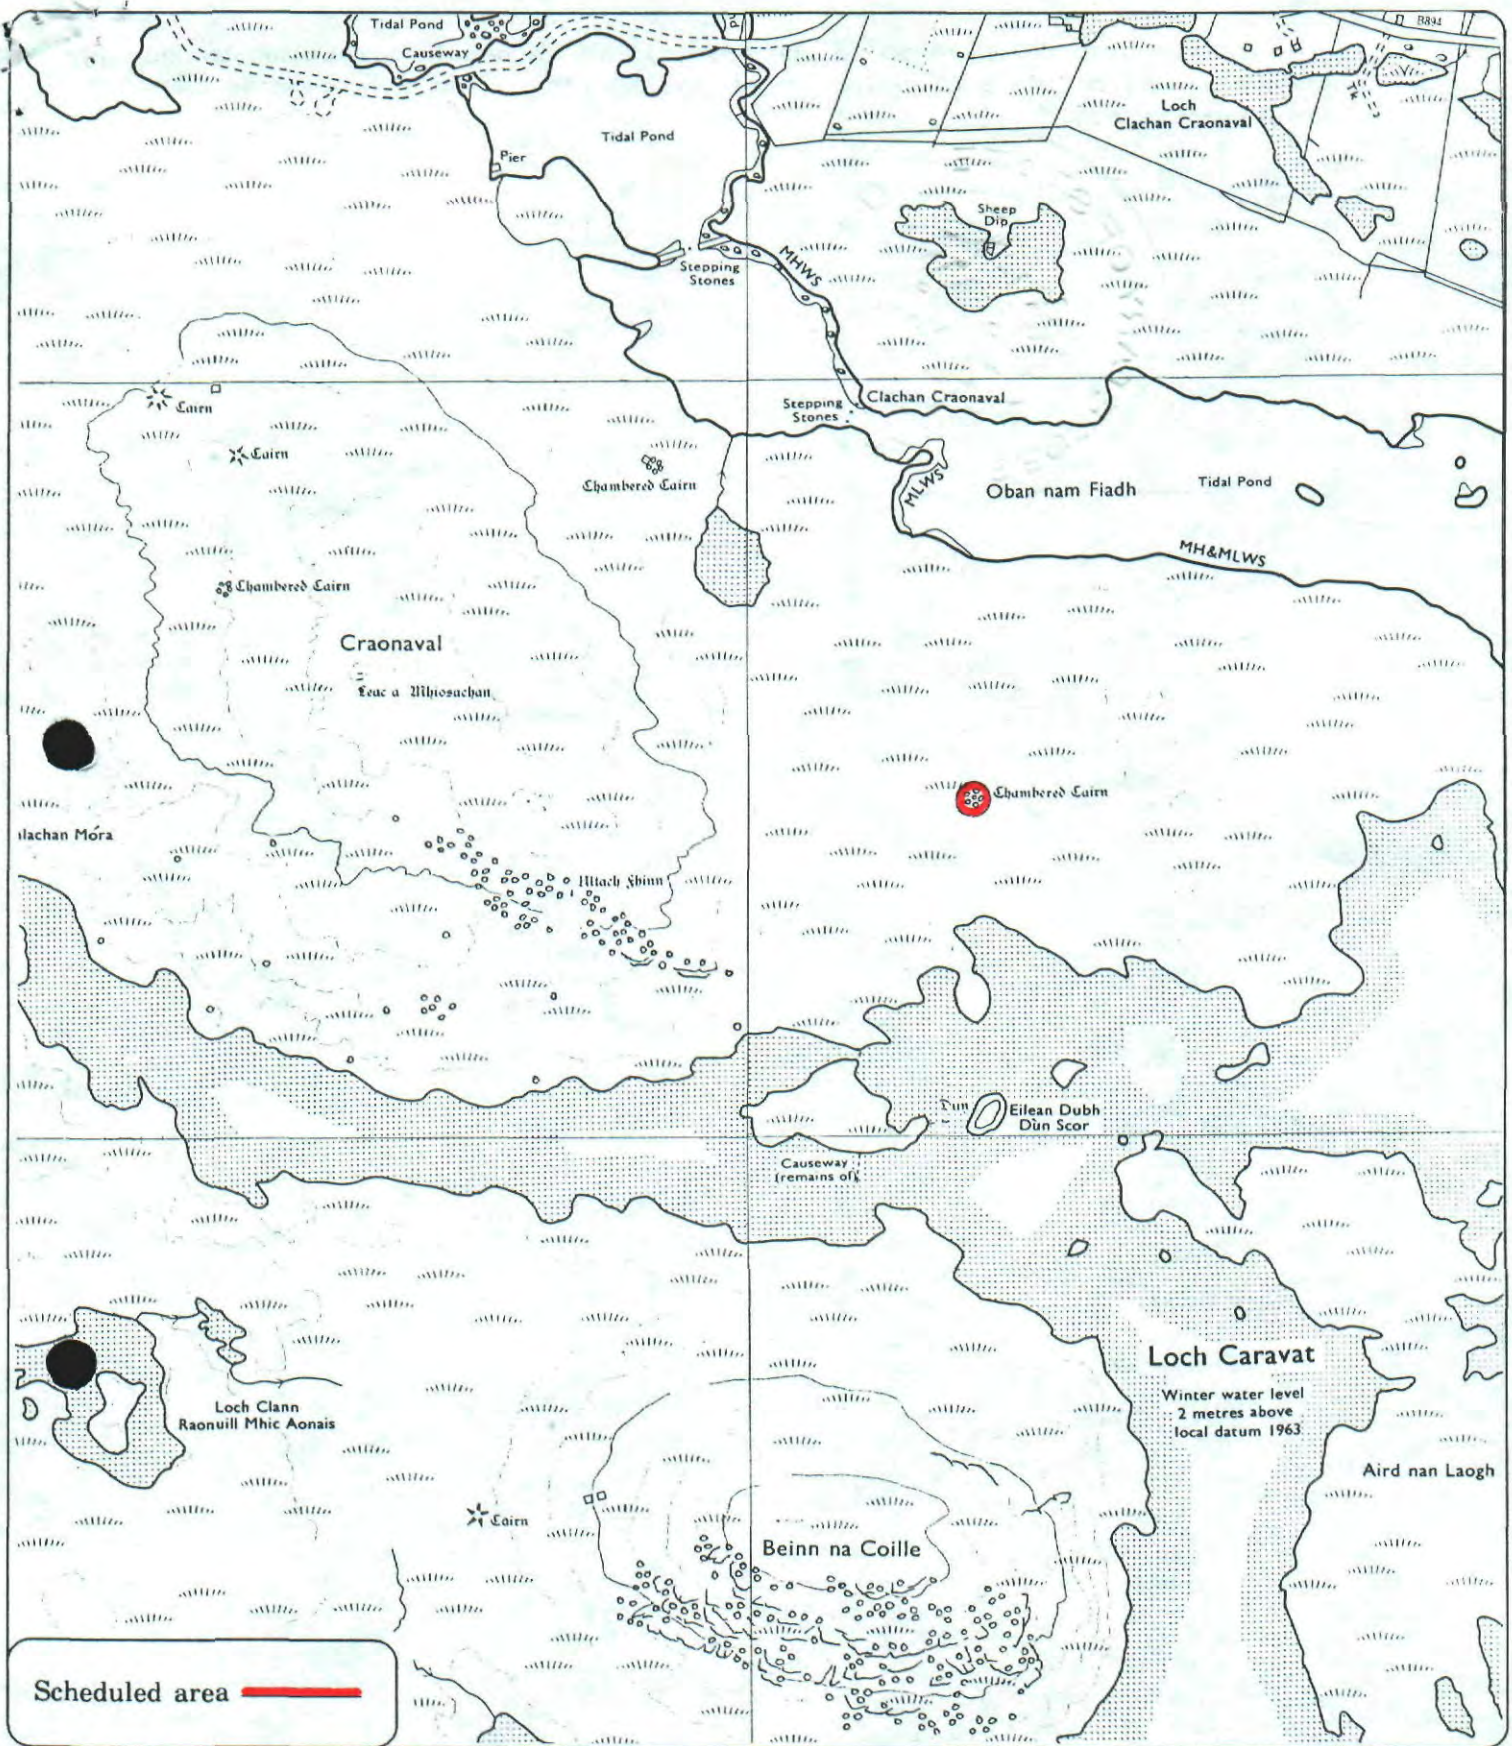 Tidal Pond
Causeway
B894
Tk
Loch
Clachan Craonaval
Tidal Pond
Pier
Sheep
Dip
MHWS
Stepping
Stones
Cairn
Stepping
Stones
Clachan Craonaval
Cairn
Chambered Cairn
MLWS
Oban nam Fiadh
Tidal Pond
MH&MLWS
Chambered Cairn
Craonaval
Leac a Mhiosachan
Chambered Cairn
lachan Móra
Ultach Fhinn
Dun
Eilean Dubh
Dùn Scor
Causeway
(remains of)
Loch Caravat
Winter water level
2 metres above
local datum 1963
Loch Clann
Raonuill Mhic Aonais
Aird nan Laogh
Cairn
Beinn na Coille
Scheduled area